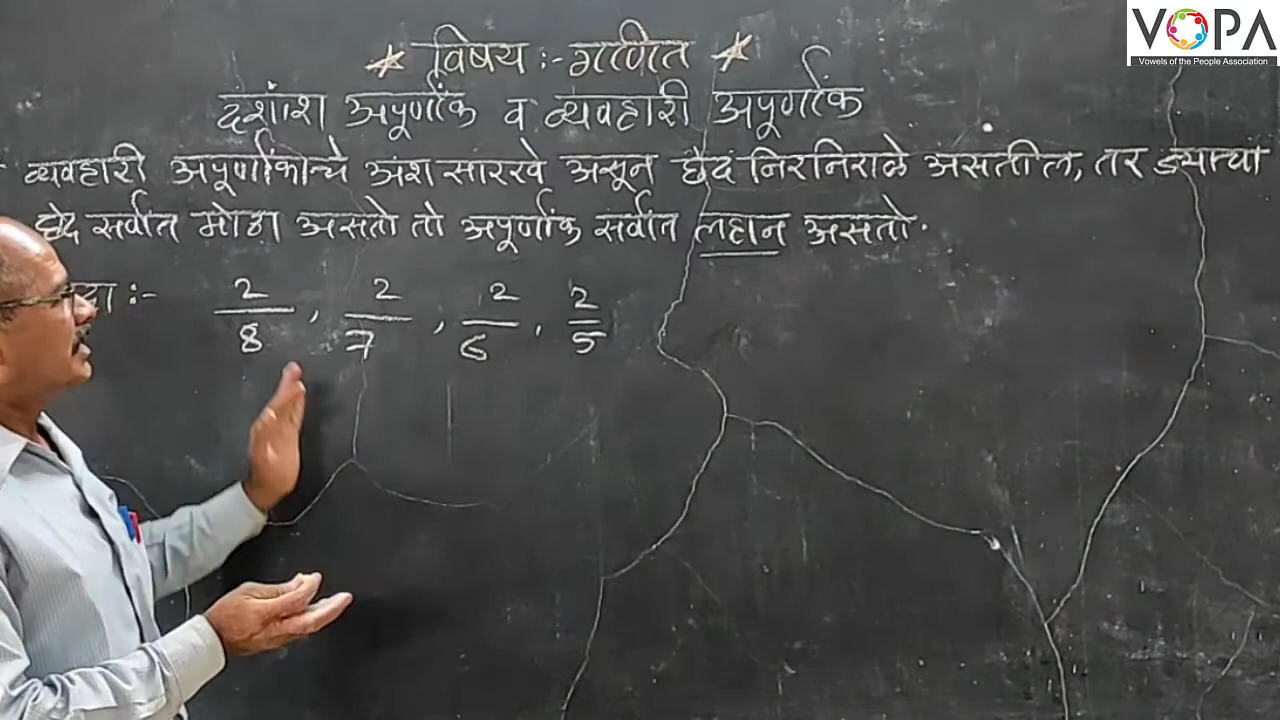 VOPA
Vowels of the People Association
* विषय :- गणित *
दशांश अपूर्णांक व व्यवहारी अपूर्णांक
व्यवहारी अपूर्णांकाचे अंश सारखे असून छेद निरनिराळे असतील, तर ज्याचा
छेद सर्वात मोठा असतो तो अपूर्णांक सर्वात लहान असतो.
:- 2/8 , 2/7 , 2/6 , 2/5